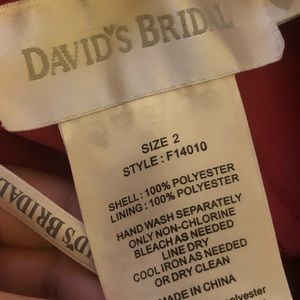 DAVID'S BRIDAL
SIZE 2
STYLE : F14010
SHELL : 100% POLYESTER
LINING : 100% POLYESTER
HAND WASH SEPARATELY
ONLY NON-CHLORINE
BLEACH AS NEEDED
LINE DRY
COOL IRON AS NEEDED
OR DRY CLEAN
MADE IN CHINA
D'S BRIDAL